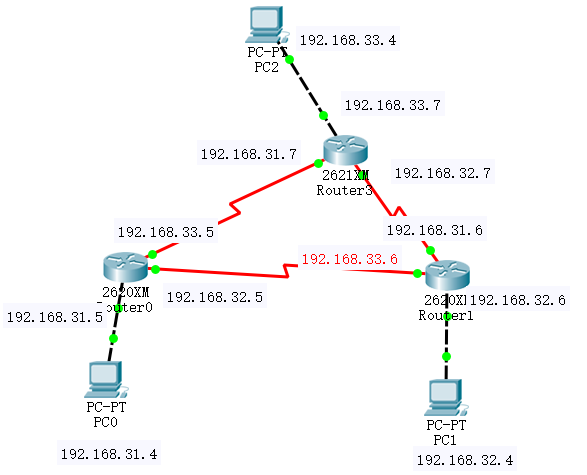 192.168.33.4
PC-PT
PC2
192.168.33.7
192.168.31.7
2621XM
Router3
192.168.32.7
192.168.33.5
192.168.31.6
192.168.33.6
2620XM
Router0
192.168.32.5
192.168.31.5
192.168.32.6
Router1
PC-PT
PC0
192.168.31.4
PC-PT
PC1
192.168.32.4